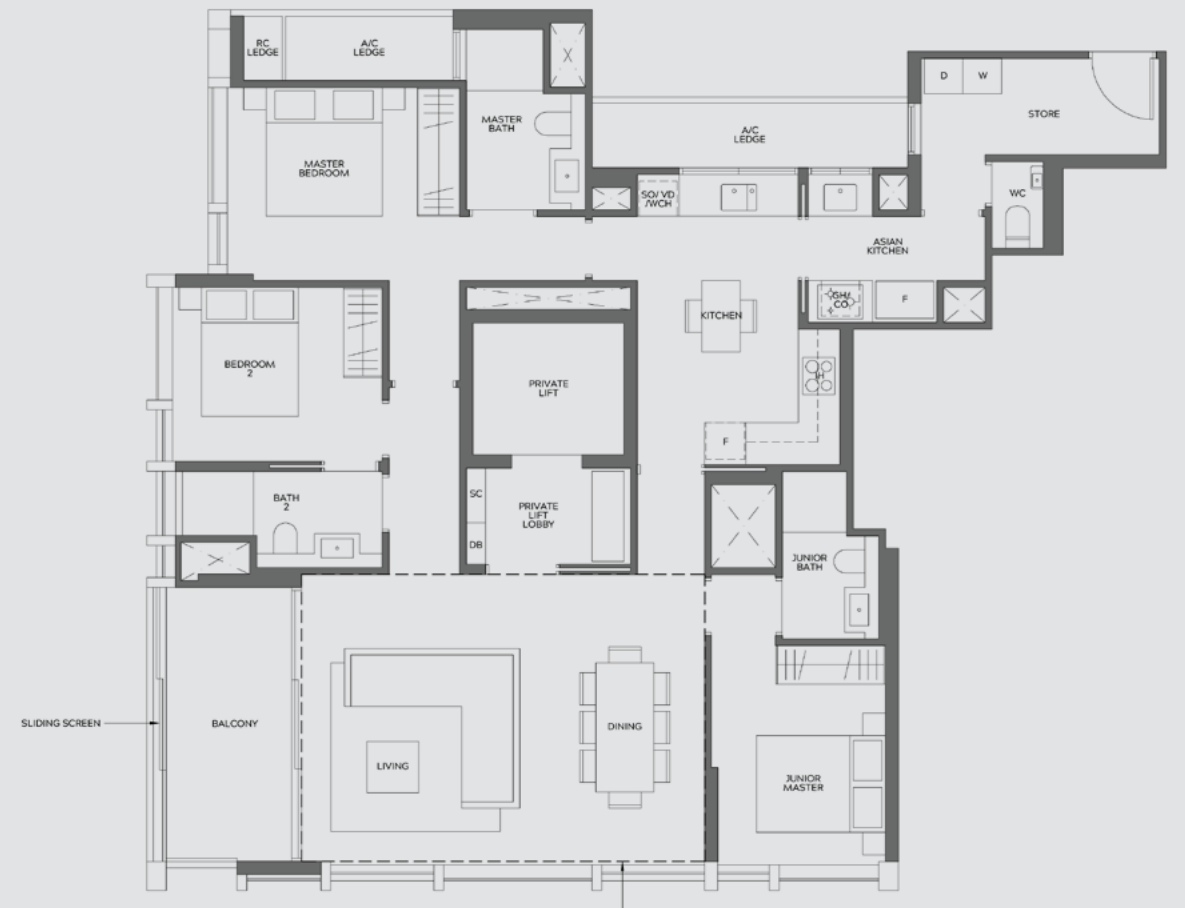 RC
LEDGE
A/C
LEDGE
D
W
STORE
MASTER
BATH
A/C
LEDGE
MASTER
BEDROOM
SO/ VD
/WCH
WC
ASIAN
KITCHEN
GH/
CO
F
KITCHEN
BEDROOM
2
PRIVATE
LIFT
IH
F
BATH
2
SC
PRIVATE
LIFT
LOBBY
DB
JUNIOR
BATH
SLIDING SCREEN
BALCONY
DINING
LIVING
JUNIOR
MASTER